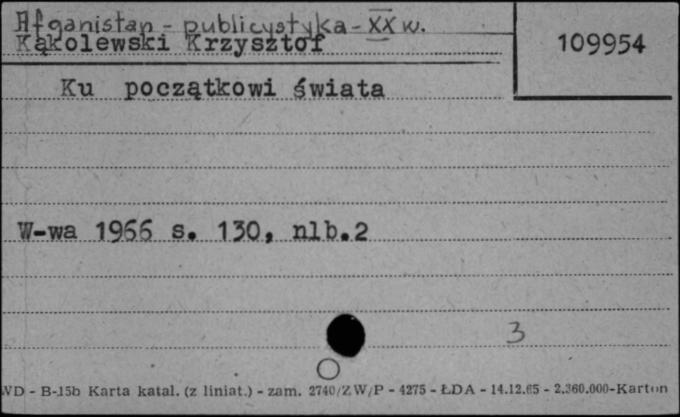 Afganistan - publicystyka - XX w.
109954
Kąkolewski Krzysztof
Ku początkowi świata
W-wa 1966 s. 130, nlb.2
3
WD - B-15b Karta katal. (z liniat.) - zam. 2740/ZW/P - 4275 - ŁDA - 14.12.65 - 2.360.000-Karton